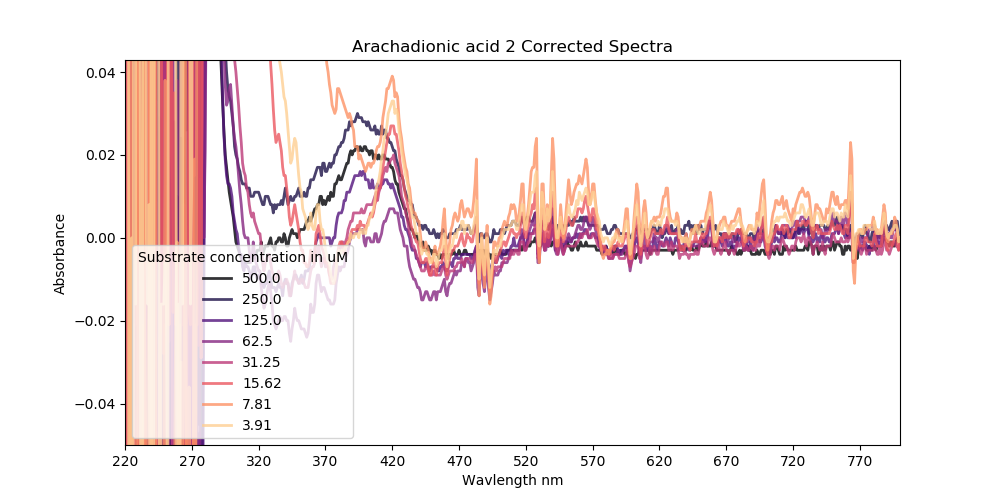 Arachadionic acid 2 Corrected Spectra
0.04
0.02
0.00
−0.02
−0.04
Absorbance
Substrate concentration in uM
500.0
250.0
125.0
62.5
31.25
15.62
7.81
3.91
220 270 320 370 420 470 520 570 620 670 720 770
Wavlength nm